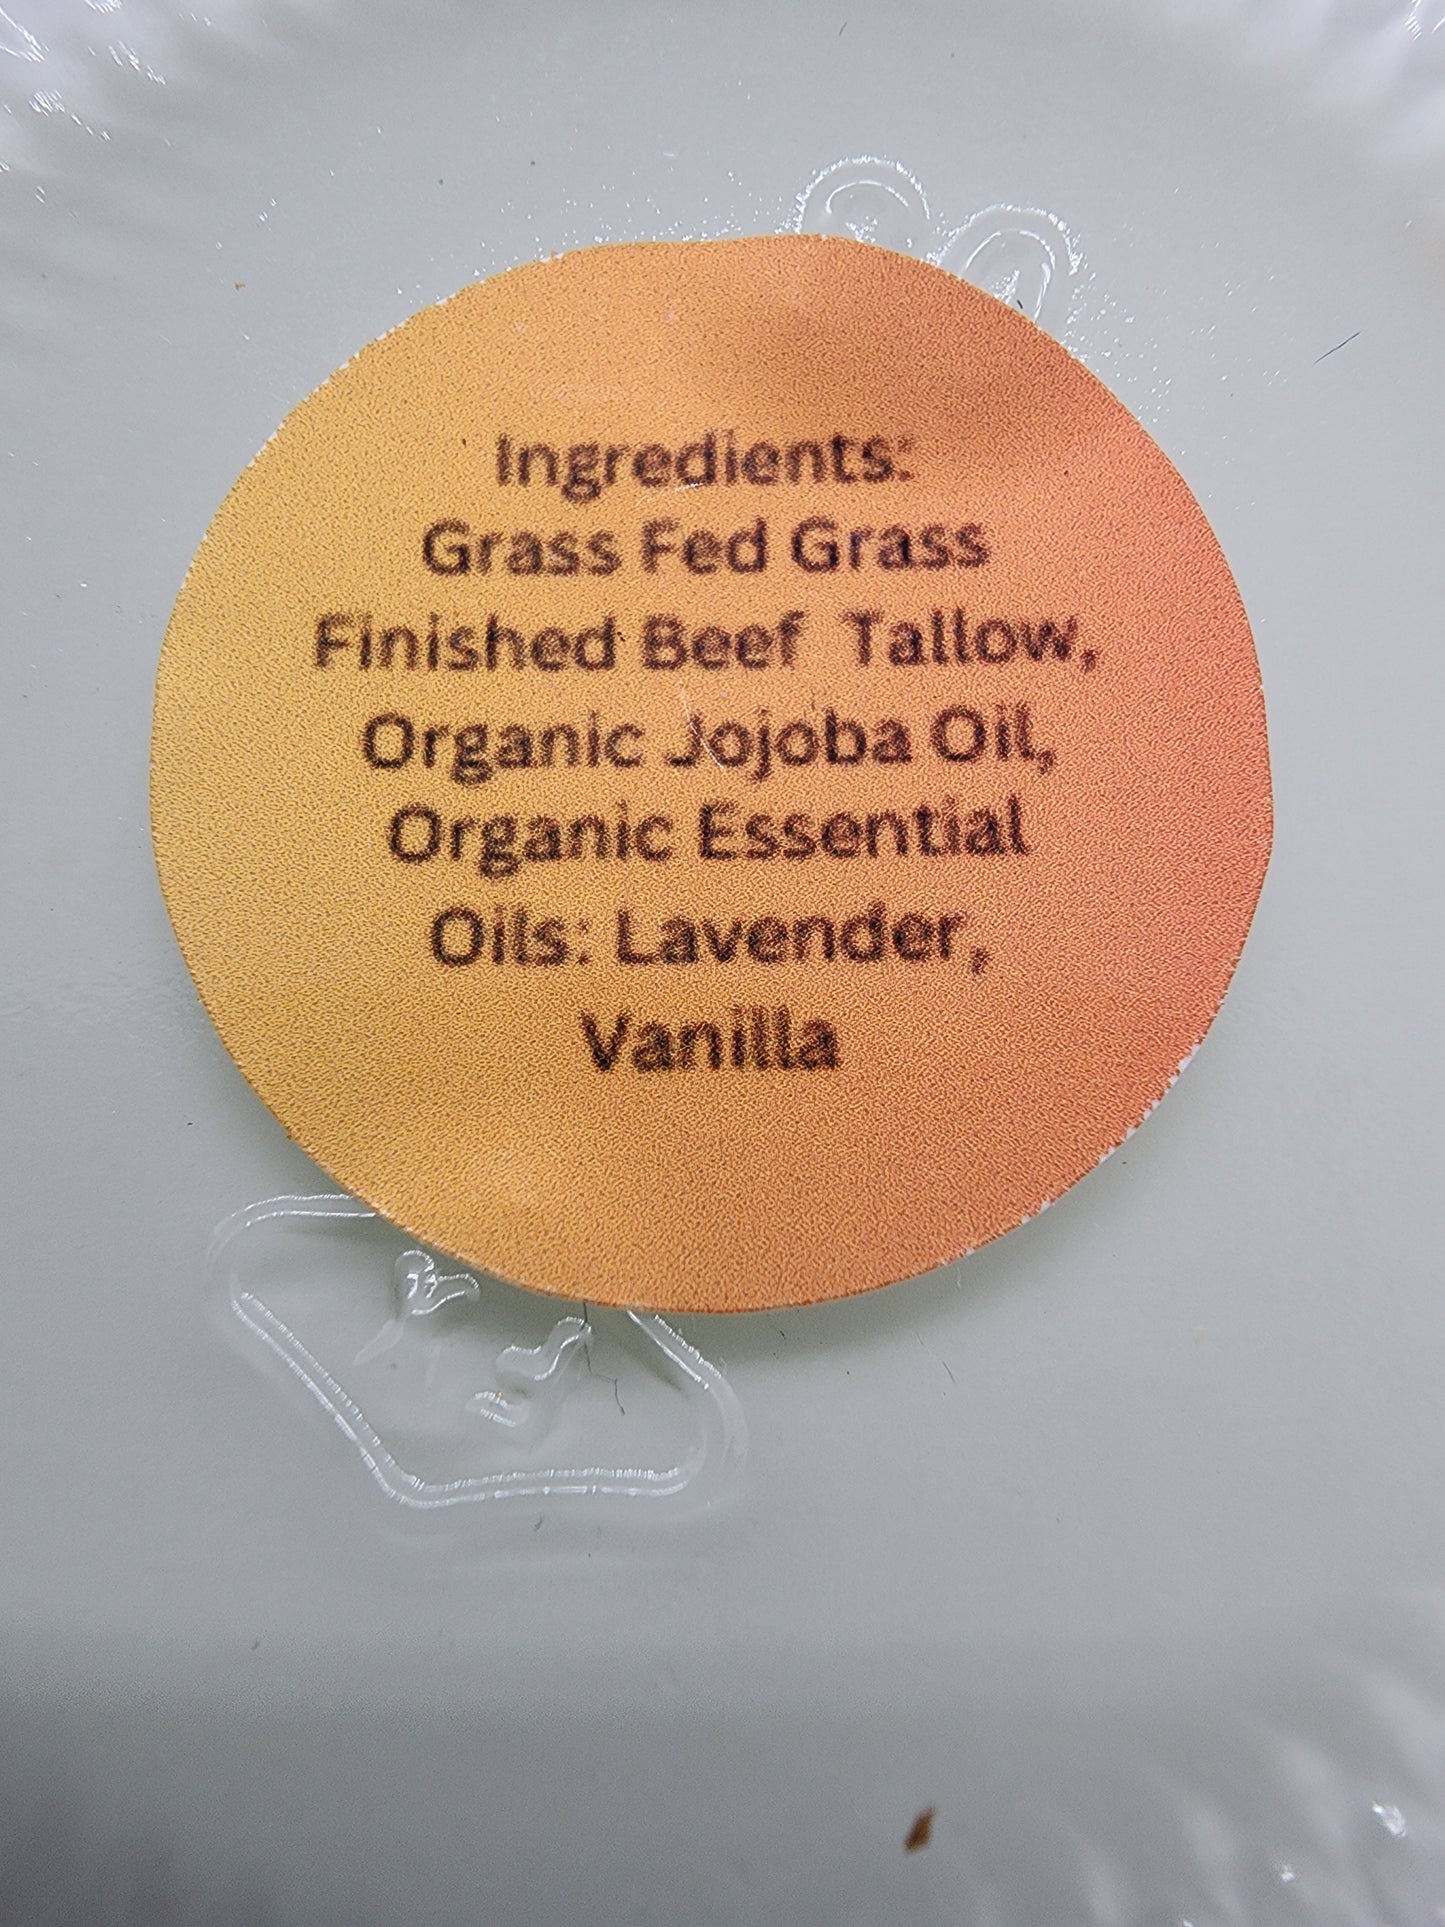 Ingredients:
Grass Fed Grass
Finished Beef Tallow,
Organic Jojoba Oil,
Organic Essential
Oils: Lavender,
Vanilla